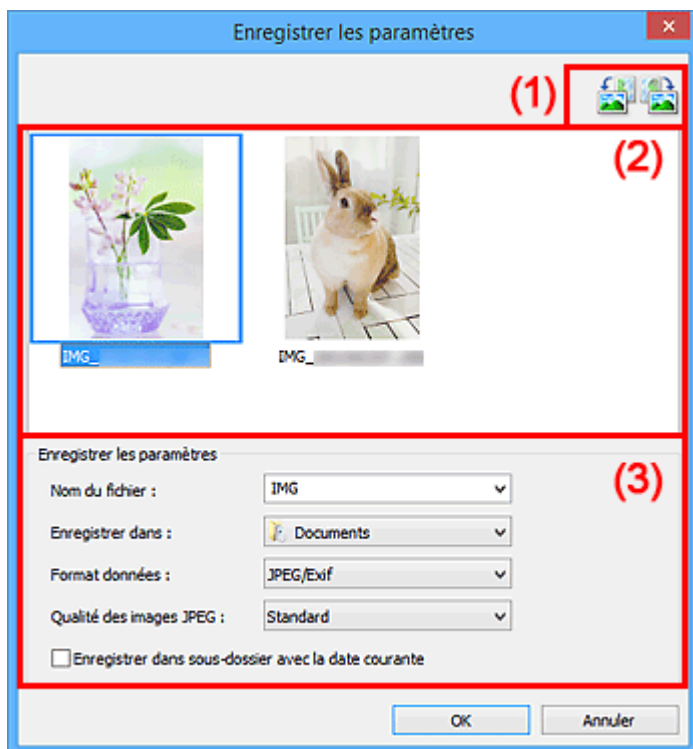 Enregistrer les paramètres
(1)
(2)
IMG_
IMG_
Enregistrer les paramètres
(3)
Nom du fichier : IMG
Enregistrer dans : Documents
Format données : JPEG/Exif
Qualité des images JPEG : Standard
Enregistrer dans sous-dossier avec la date courante
OK Annuler